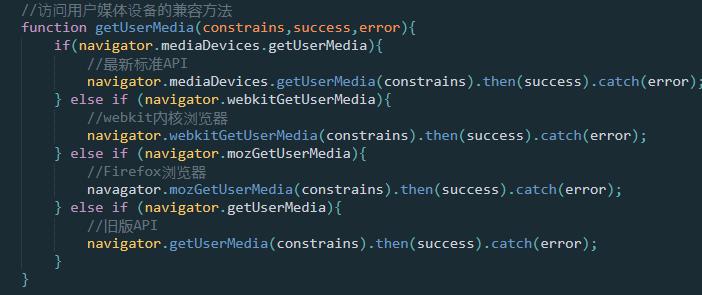 //访问用户媒体设备的兼容方法
function getUserMedia(constrains,success,error){
    if(navigator.mediaDevices.getUserMedia){
        //最新标准API
        navigator.mediaDevices.getUserMedia(constrains).then(success).catch(error);
    } else if (navigator.webkitGetUserMedia){
        //webkit内核浏览器
        navigator.webkitGetUserMedia(constrains).then(success).catch(error);
    } else if (navigator.mozGetUserMedia){
        //Firefox浏览器
        navagator.mozGetUserMedia(constrains).then(success).catch(error);
    } else if (navigator.getUserMedia){
        //旧版API
        navigator.getUserMedia(constrains).then(success).catch(error);
    }
}